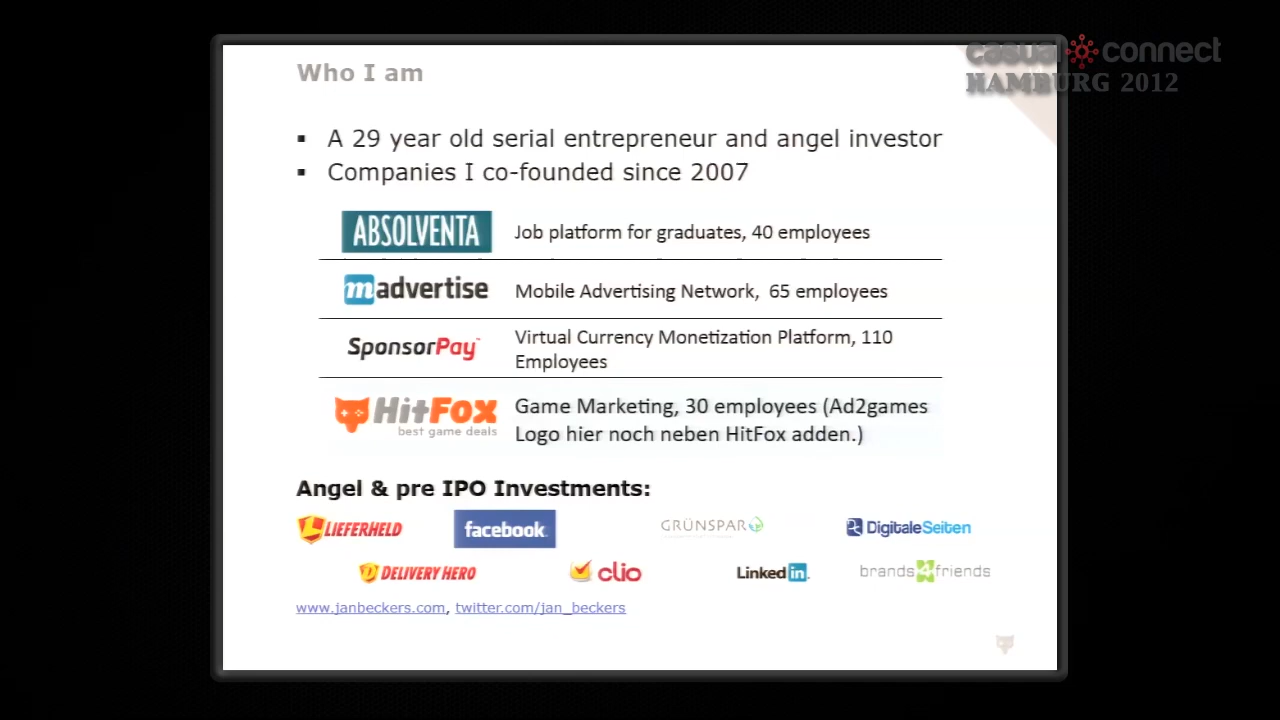 casual connect
HAMBURG 2012
Who I am
▪ A 29 year old serial entrepreneur and angel investor
▪ Companies I co-founded since 2007
ABSOLVENTA
Job platform for graduates, 40 employees
madvertise
Mobile Advertising Network, 65 employees
SponsorPay™
Virtual Currency Monetization Platform, 110
Employees
HitFox
best game deals
Game Marketing, 30 employees (Ad2games
Logo hier noch neben HitFox adden.)
Angel & pre IPO Investments:
LIEFERHELD
facebook
GRÜNSPAR
DigitaleSeiten
DELIVERY HERO
clio
Linked in
brands4friends
www.janbeckers.com, twitter.com/jan_beckers